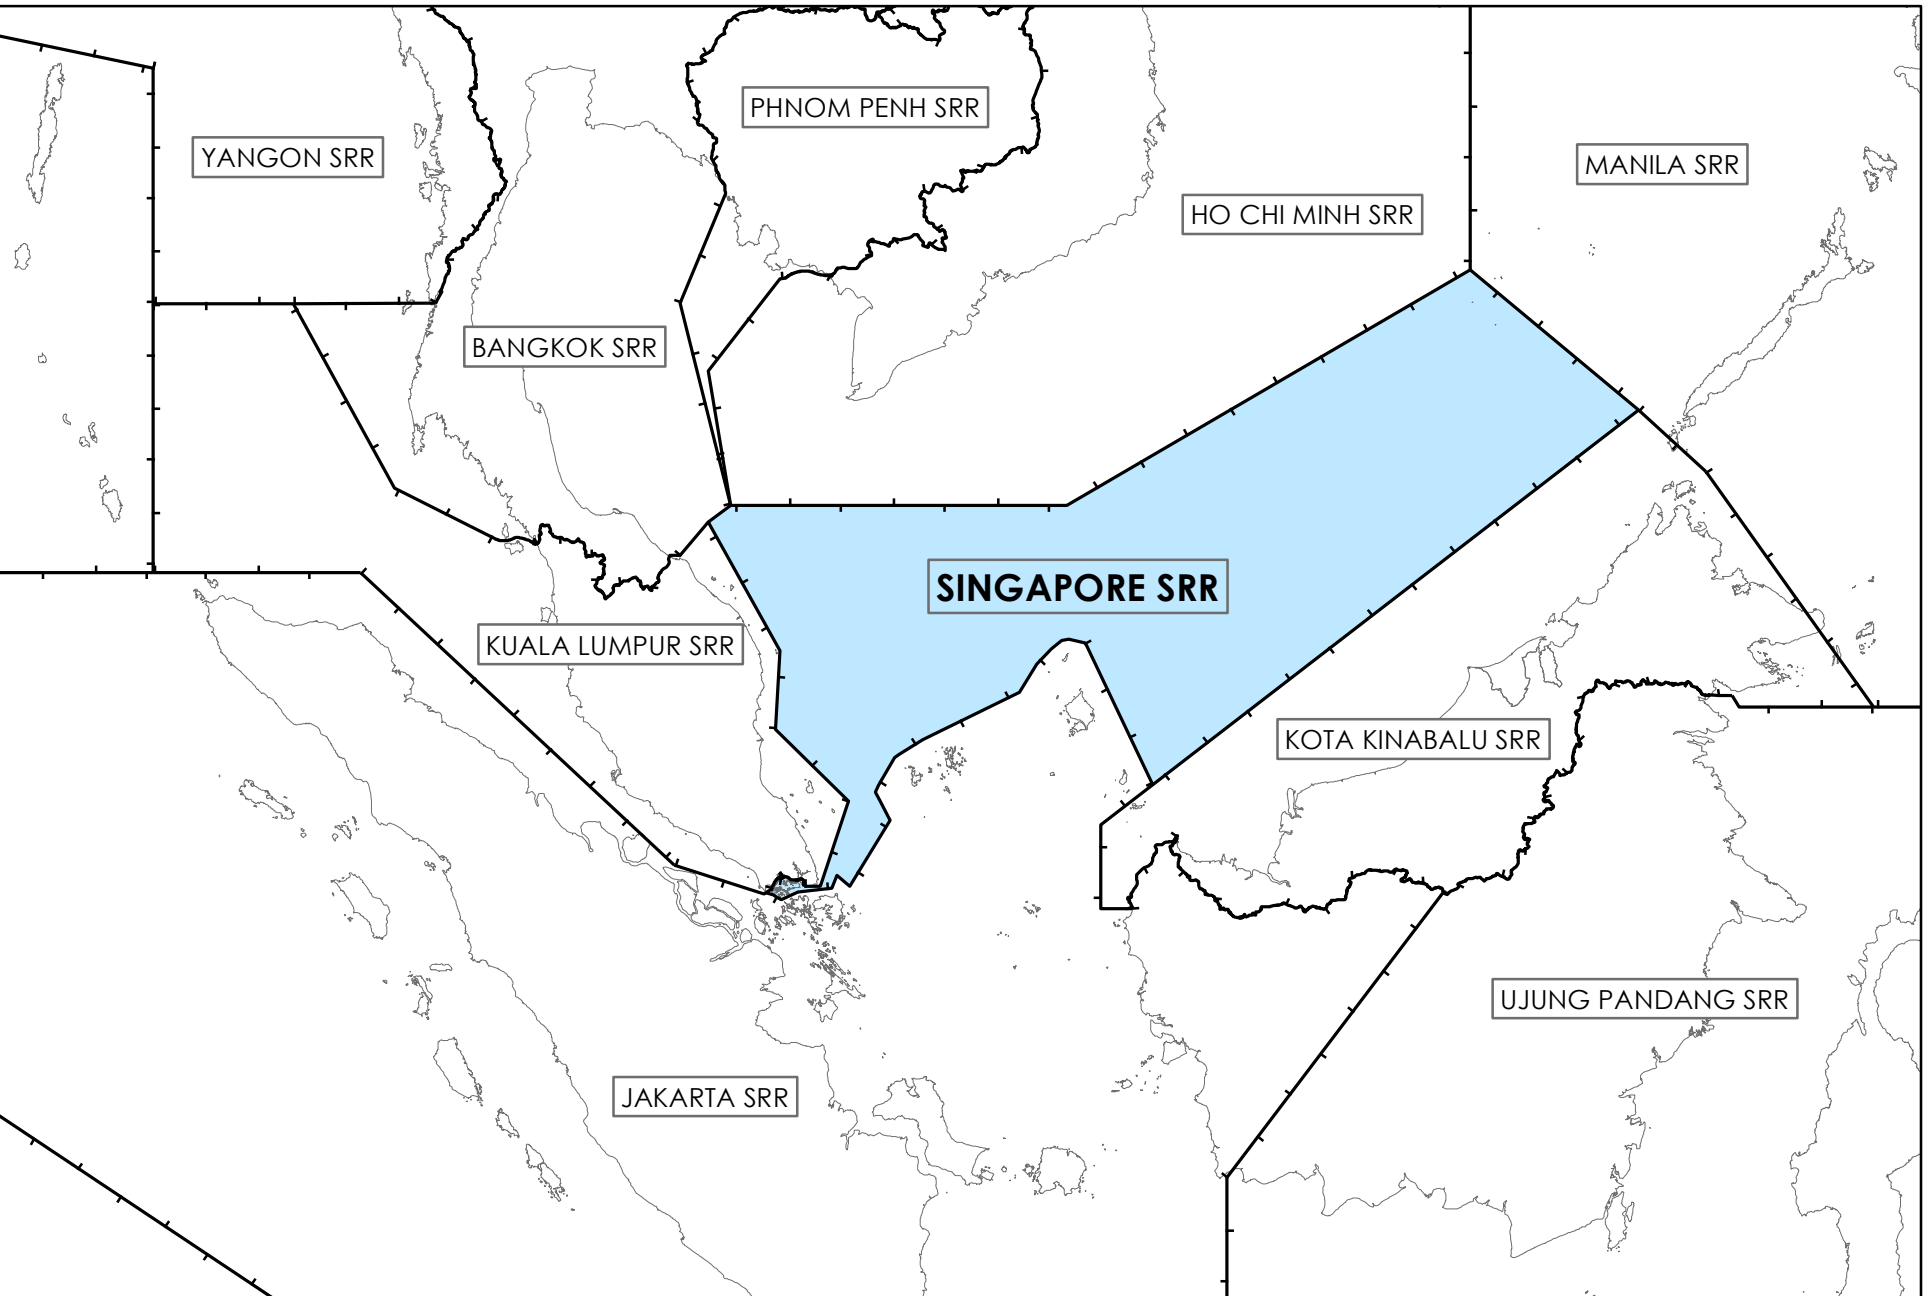 PHNOM PENH SRR
YANGON SRR
MANILA SRR
HO CHI MINH SRR
BANGKOK SRR
SINGAPORE SRR
KUALA LUMPUR SRR
KOTA KINABALU SRR
UJUNG PANDANG SRR
JAKARTA SRR